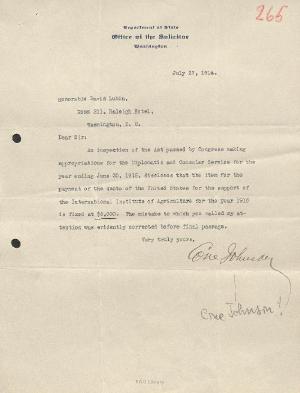 265
Department of State
Office of the Solicitor
Washington
July 27, 1914.
Honorable David Lubin,
Room 211, Raleigh Hotel,
Washington, D. C.
Dear Sir:
An inspection of the Act passed by Congress making
appropriations for the Diplomatic and Consular Service for the
year ending June 30, 1915, discloses that the item for the
payment of the quota of the United States for the support of
the International Institute of Agriculture for the year 1915
is fixed at $8,000. The mistake to which you called my at-
tention was evidently corrected before final passage.
Very truly yours,
Cone Johnson
Cone Johnson?
FAO Library